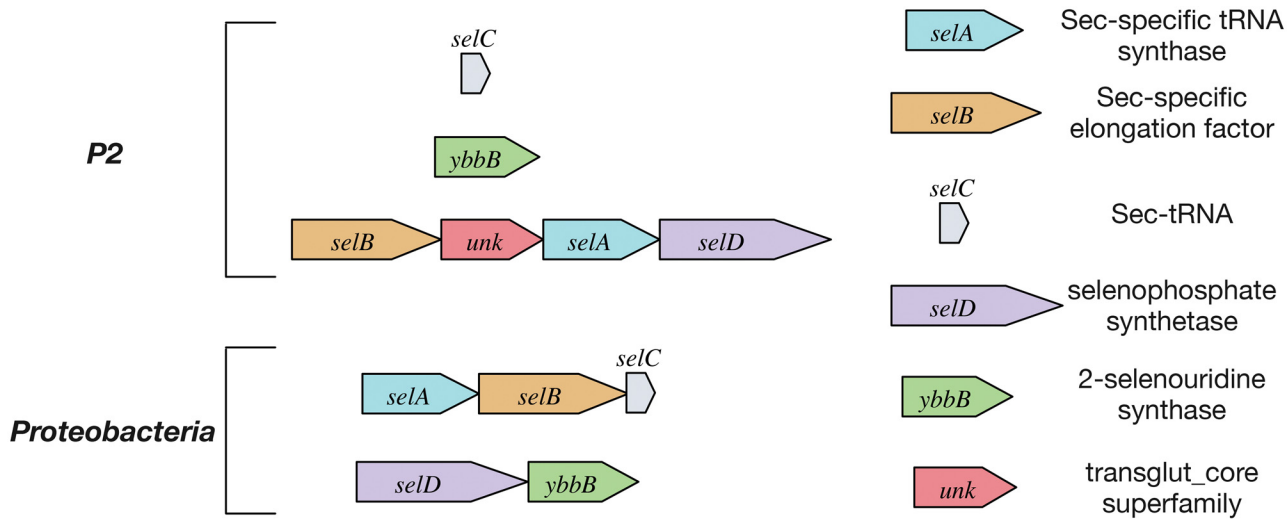 P2
selC
ybbB
selB unk selA selD
Proteobacteria
selC
selA selB
selD ybbB
selA Sec-specific tRNA
synthase
selB Sec-specific
elongation factor
selC
Sec-tRNA
selD selenophosphate
synthetase
ybbB 2-selenouridine
synthase
unk transglut_core
superfamily